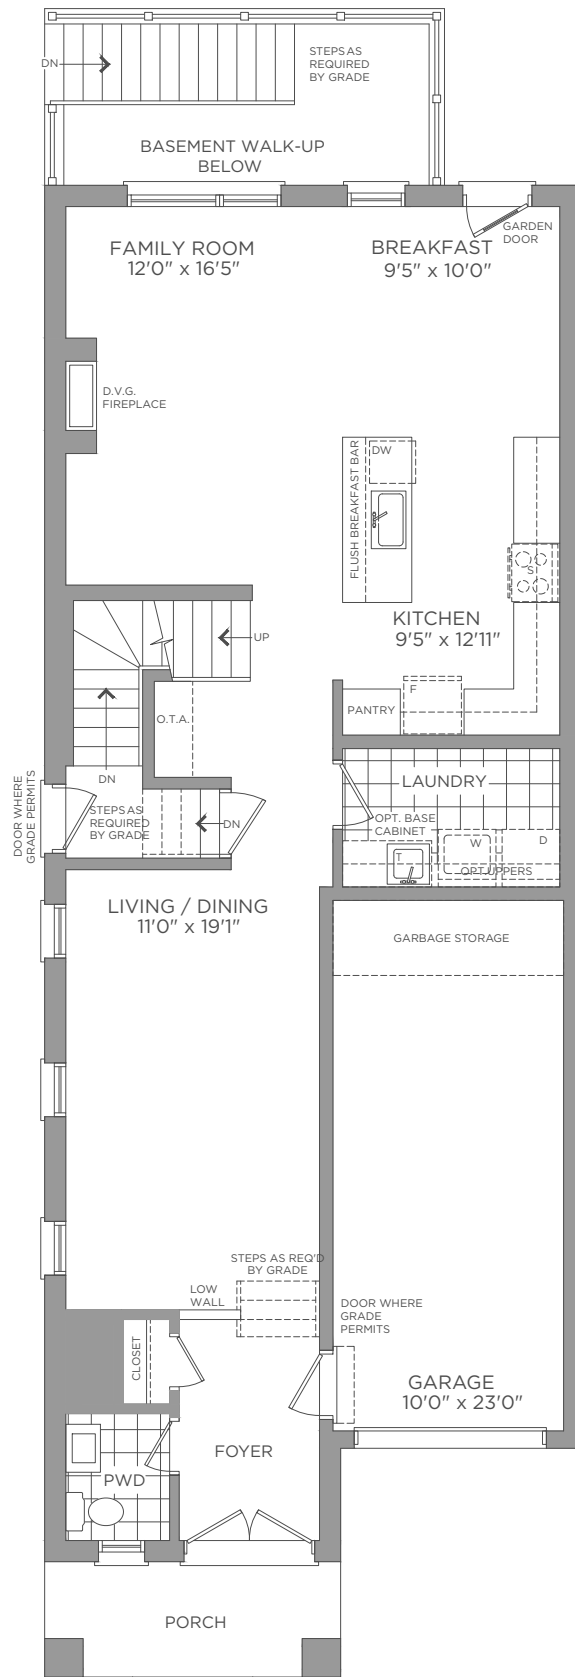 DN
STEPS AS
REQUIRED
BY GRADE
BASEMENT WALK-UP
BELOW
FAMILY ROOM
12'0" x 16'5"
BREAKFAST
9'5" x 10'0"
GARDEN
DOOR
D.V.G.
FIREPLACE
FLUSH BREAKFAST BAR
DW
S
KITCHEN
9'5" x 12'11"
UP
F
PANTRY
O.T.A.
DN
DOOR WHERE
GRADE PERMITS
STEPS AS
REQUIRED
BY GRADE
DN
LAUNDRY
OPT. BASE
CABINET
W
D
T
OPT.UPPERS
LIVING / DINING
11'0" x 19'1"
GARBAGE STORAGE
STEPS AS REQ'D
BY GRADE
LOW
WALL
DOOR WHERE
GRADE
PERMITS
CLOSET
GARAGE
10'0" x 23'0"
FOYER
PWD
PORCH